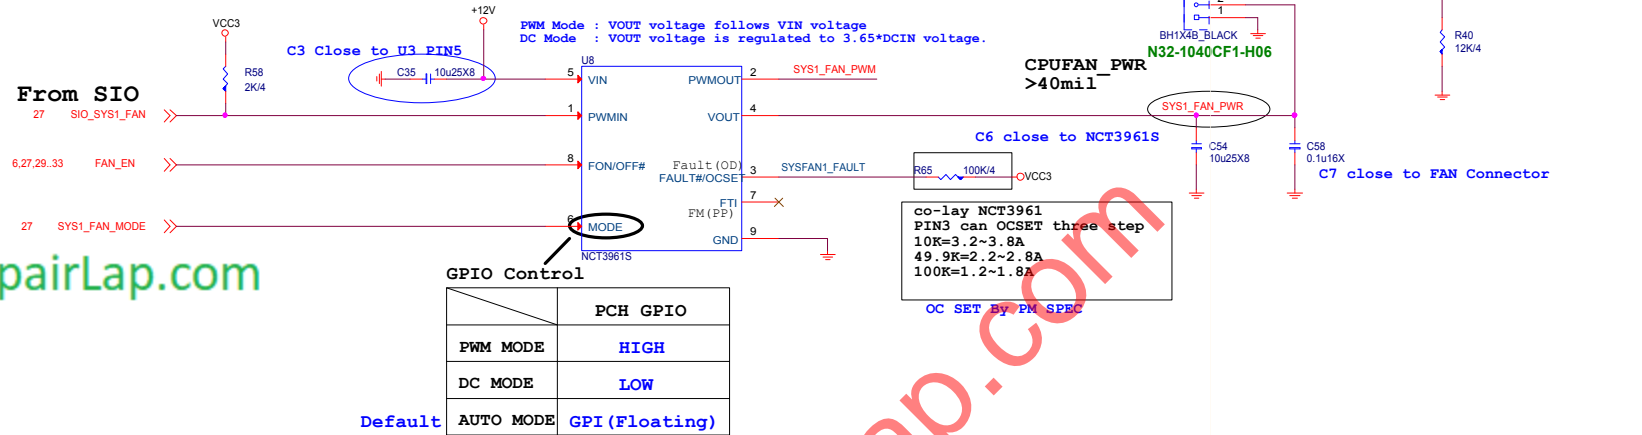 VCC3
+12V
PWM Mode : VOUT voltage follows VIN voltage
DC Mode : VOUT voltage is regulated to 3.65*DCIN voltage.
2
1
BH1X4B_BLACK
N32-1040CF1-H06
R40
12K/4
C3 Close to U3 PIN5
C35
10u25X8
R58
2K/4
From SIO
27 SIO_SYS1_FAN
6,27,29..33 FAN_EN
27 SYS1_FAN_MODE
U8
5 VIN
1 PWMIN
8 FON/OFF#
6 MODE
PWMOUT 2 SYS1_FAN_PWM
VOUT 4
Fault(OD)
FAULT#/OCSET 3 SYSFAN1_FAULT
FTI 7
FM(PP)
GND 9
NCT3961S
CPUFAN_PWR
>40mil
SYS1_FAN_PWR
C6 close to NCT3961S
C54
10u25X8
C58
0.1u16X
C7 close to FAN Connector
R65 100K/4
VCC3
co-lay NCT3961
PIN3 can OCSET three step
10K=3.2~3.8A
49.9K=2.2~2.8A
100K=1.2~1.8A
OC SET By PM SPEC
GPIO Control
PCH GPIO
PWM MODE HIGH
DC MODE LOW
Default AUTO MODE GPI(Floating)
pairLap.com
ap.com